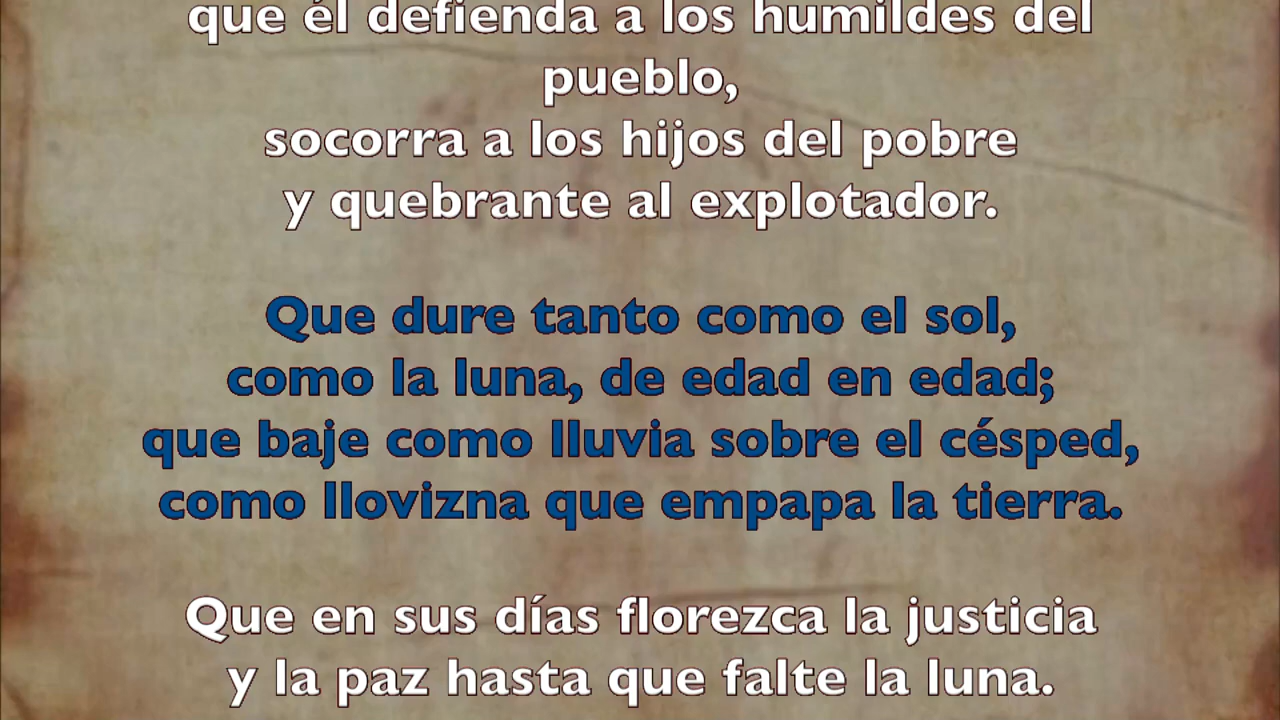 que él defienda a los humildes del
pueblo,
socorra a los hijos del pobre
y quebrante al explotador.
Que dure tanto como el sol,
como la luna, de edad en edad;
que baje como lluvia sobre el césped,
como llovizna que empapa la tierra.
Que en sus días florezca la justicia
y la paz hasta que falte la luna.